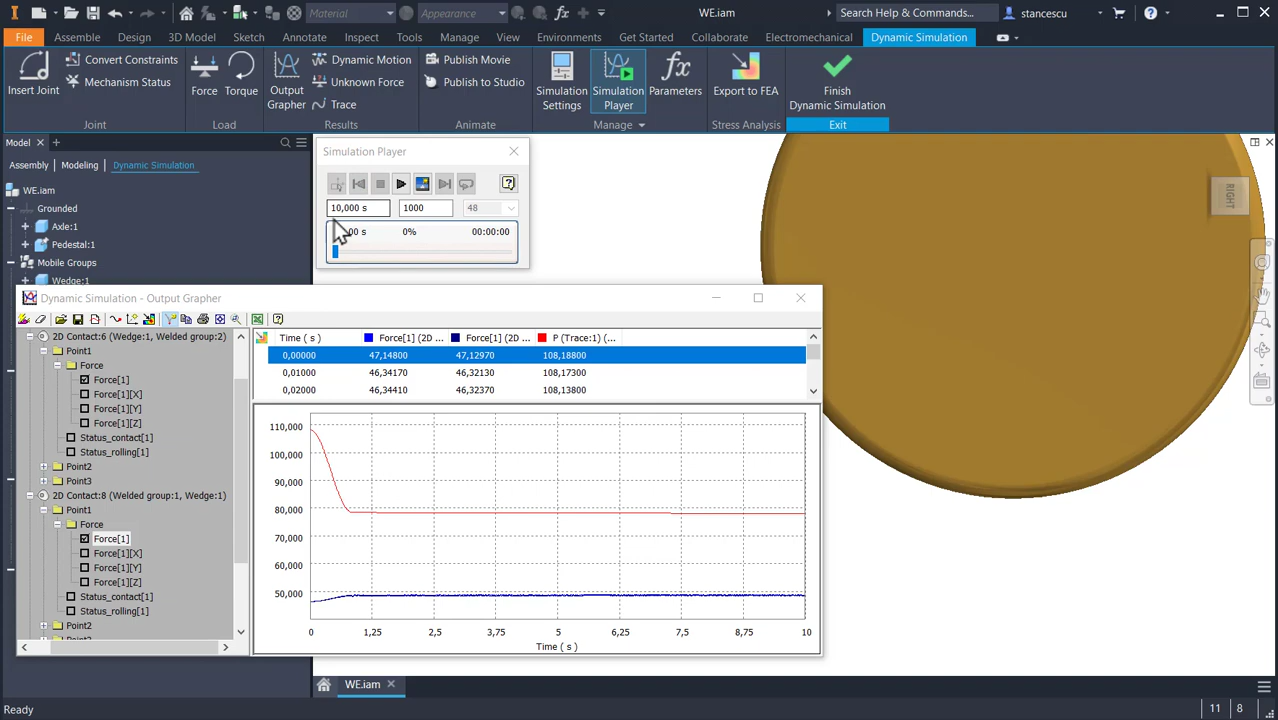 Material
Appearance
WE.iam
Search Help & Commands...
stancescu
File
Assembly
Design
3D Model
Sketch
Annotate
Inspect
Tools
Manage
View
Environments
Get Started
Collaborate
Electromechanical
Dynamic Simulation
Insert Joint
Convert Constraints
Mechanism Status
Joint
Force
Torque
Load
Output
Grapher
Dynamic Motion
Unknown Force
Trace
Results
Publish Movie
Publish to Studio
Animate
Simulation
Settings
Simulation
Player
Parameters
Manage
Export to FEA
Stress Analysis
Finish
Dynamic Simulation
Exit
Model
Assembly
Modeling
Dynamic Simulation
WE.iam
Grounded
Axle:1
Pedestal:1
Mobile Groups
Wedge:1
Simulation Player
10,000 s
1000
48
00 s
0%
00:00:00
RIGHT
Dynamic Simulation - Output Grapher
2D Contact:6 (Wedge:1, Welded group:2)
Point1
Force
Force[1]
Force[1][X]
Force[1][Y]
Force[1][Z]
Status_contact[1]
Status_rolling[1]
Point2
Point3
2D Contact:8 (Welded group:1, Wedge:1)
Point1
Force
Force[1]
Force[1][X]
Force[1][Y]
Force[1][Z]
Status_contact[1]
Status_rolling[1]
Point2
Time ( s ) Force[1] (2D ... Force[1] (2D ... P (Trace:1) (...
0,00000 47,14800 47,12970 108,18800
0,01000 46,34170 46,32130 108,17300
0,02000 46,34410 46,32370 108,13800
110,000
100,000
90,000
80,000
70,000
60,000
50,000
0 1,25 2,5 3,75 5 6,25 7,5 8,75 10
Time ( s )
WE.iam
Ready
11 8